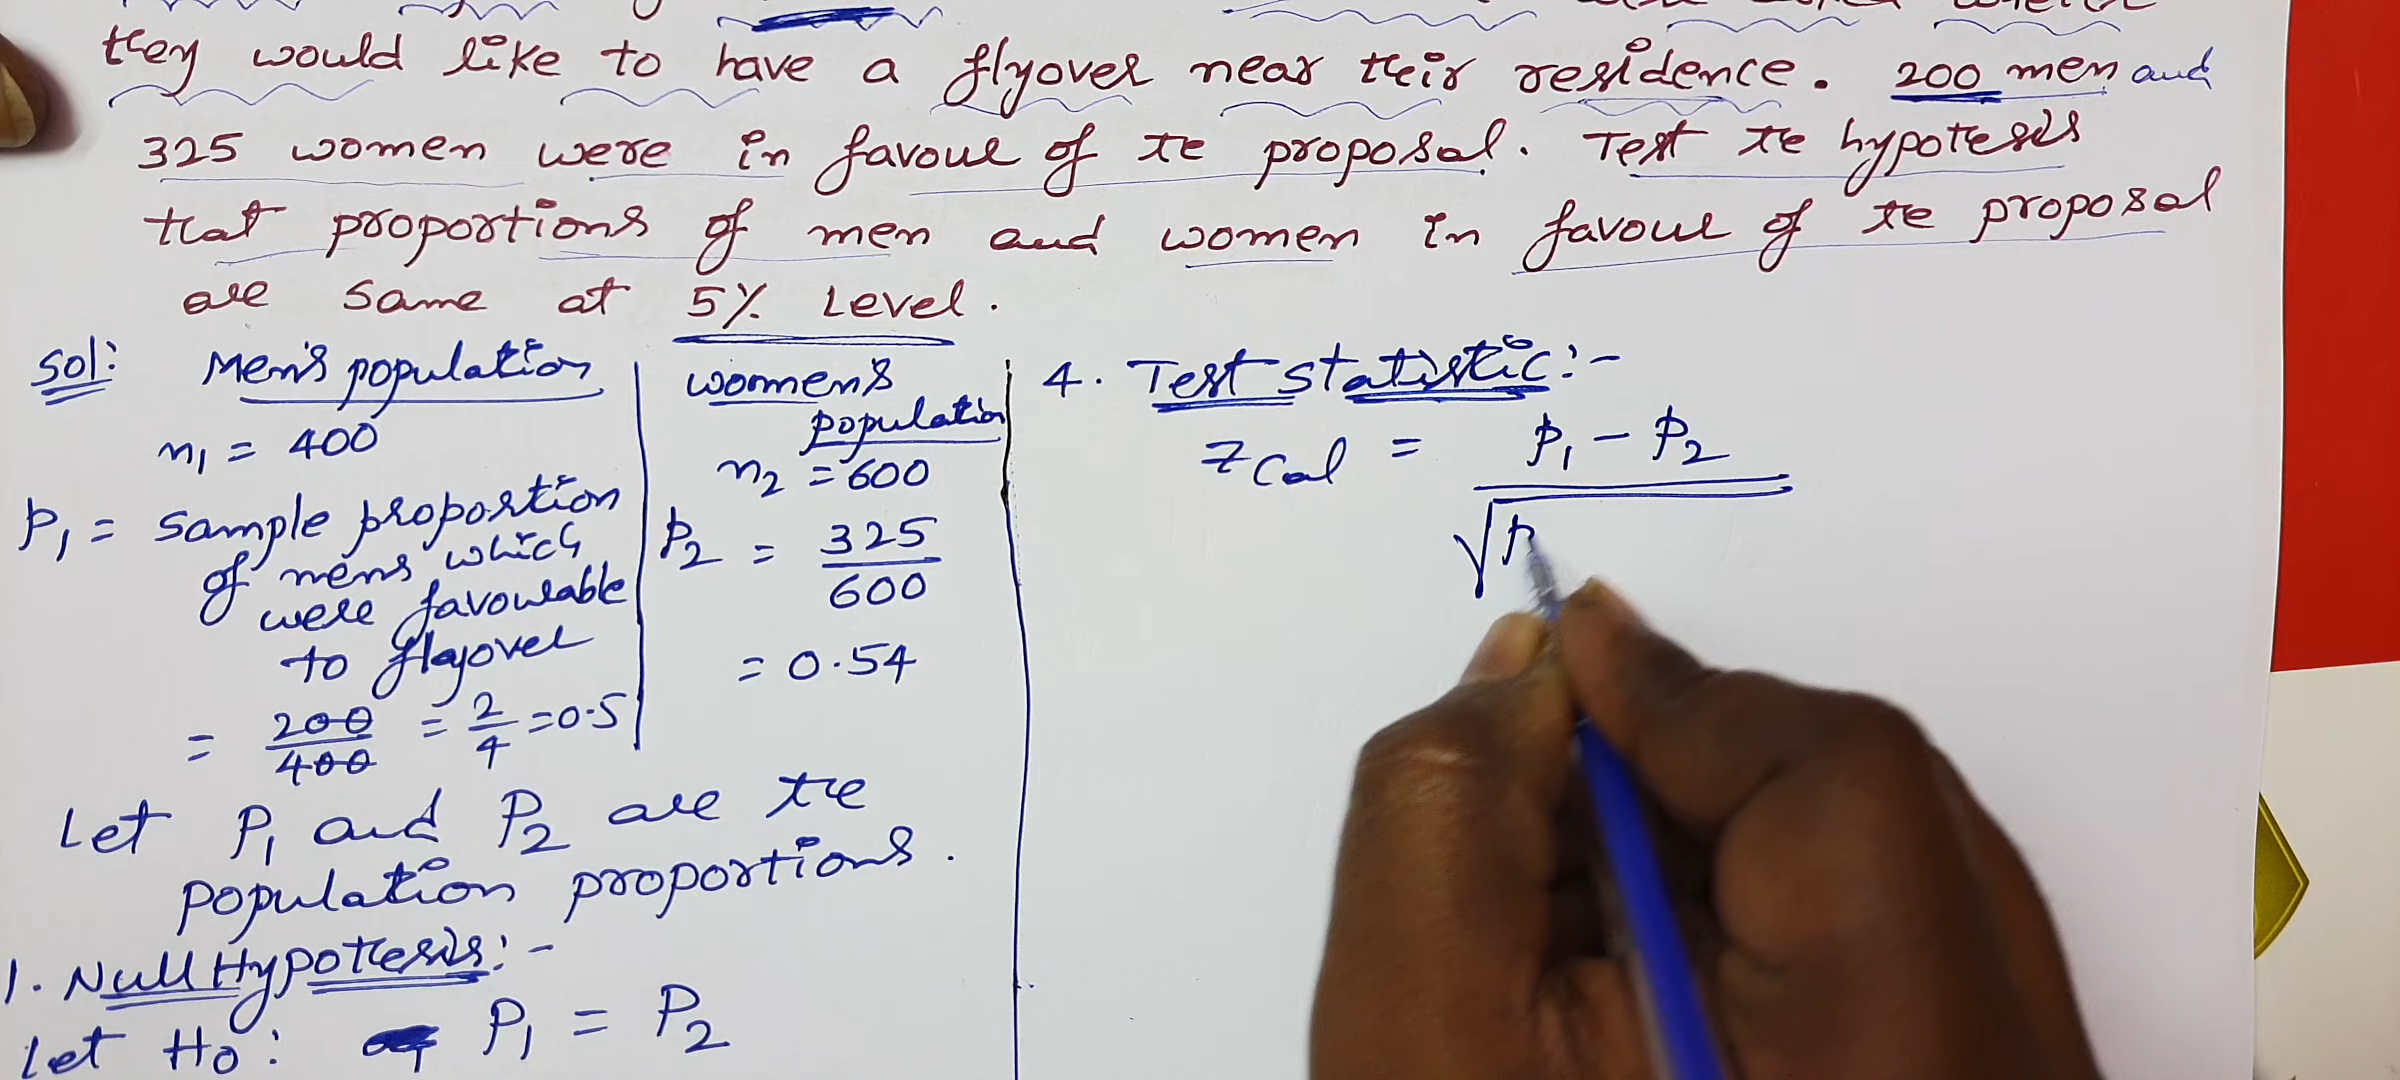 they would like to have a flyover near their residence. 200 men and
325 women were in favour of the proposal. Test the hypothesis
that proportions of men and women in favour of the proposal
are same at 5% Level.
Sol: Men's population
n₁ = 400
p₁ = sample proportion
of mens which
were favourable
to flyover
= 200/400 = 2/4 = 0.5
women's
population
n₂ = 600
p₂ = 325/600
= 0.54
Let P₁ and P₂ are the
population proportions.
1. Null Hypothesis:-
Let H₀: P₁ = P₂
4. Test statistic:-
Z cal = p₁ - p₂
√p